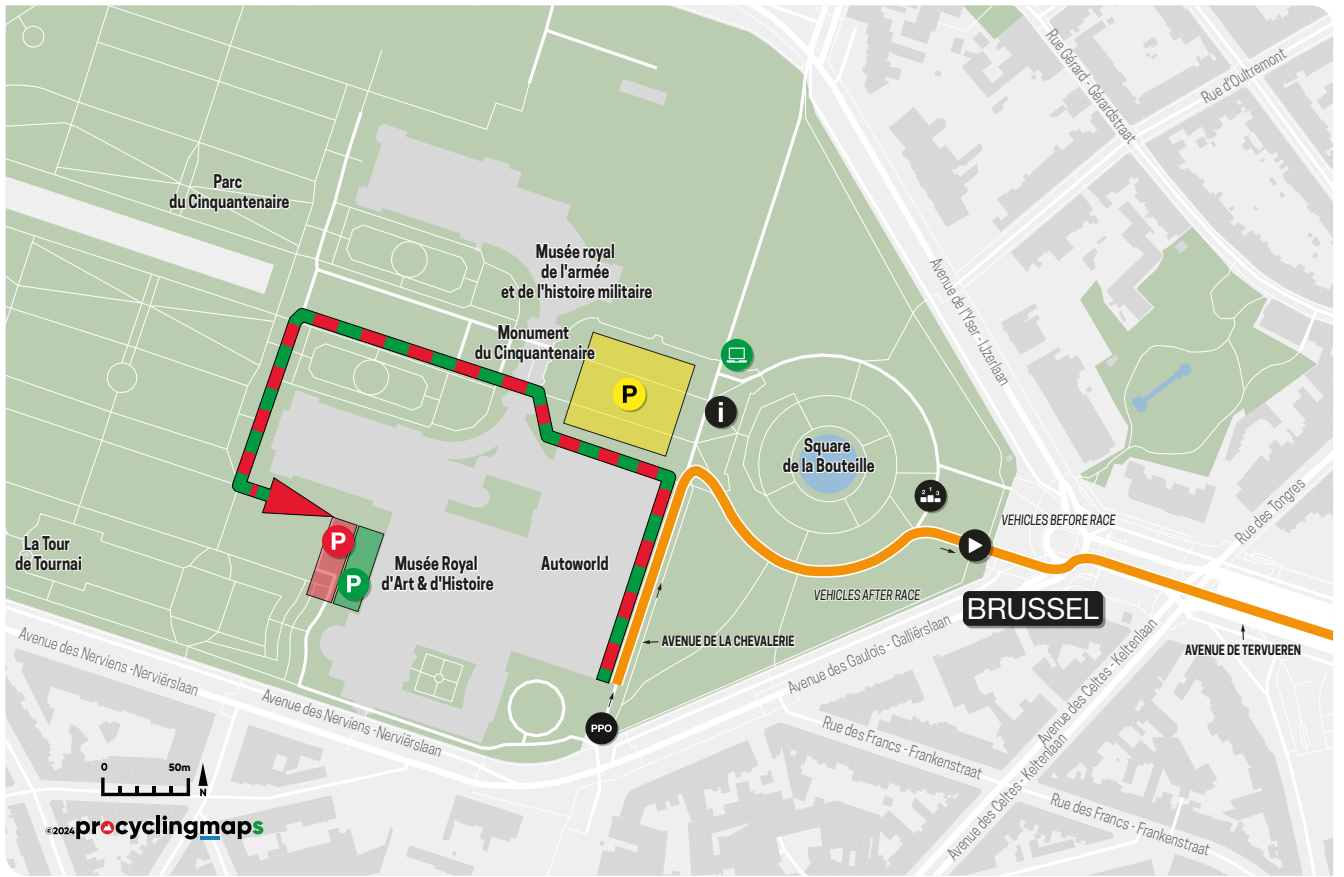 Rue Gérard - Gérardstraat
Rue d'Oultremont
Parc
du Cinquantenaire
Musée royal
de l'armée
et de l'histoire militaire
Avenue de l'Yser - IJzerlaan
Monument
du Cinquantenaire
P
i
Square
de la Bouteille
2 1 3
Rue des Tongres
VEHICLES BEFORE RACE
La Tour
de Tournai
P
P
Musée Royal
d'Art & d'Histoire
Autoworld
VEHICLES AFTER RACE
BRUSSEL
AVENUE DE LA CHEVALERIE
AVENUE DE TERVUEREN
Avenue des Gaulois - Galliërslaan
Avenue des Celtes - Keltenlaan
Avenue des Nerviens - Nerviërslaan
Avenue des Nerviens - Nerviërslaan
PPO
Rue des Francs - Frankenstraat
Avenue des Celtes - Keltenlaan
Rue des Francs - Frankenstraat
0 50m
N
©2024 procyclingmaps